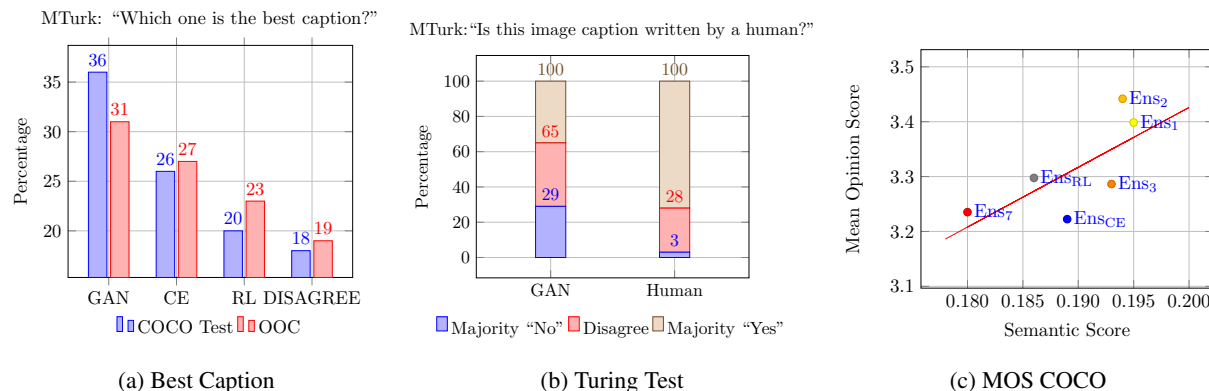 MTurk: “Which one is the best caption?”
Percentage
35
30
25
20
36
31
26
27
20
23
18
19
GAN CE RL DISAGREE
COCO Test OOC
(a) Best Caption
MTurk:“Is this image caption written by a human?”
Percentage
100
80
60
40
20
0
100
65
29
100
28
3
GAN Human
Majority “No” Disagree Majority “Yes”
(b) Turing Test
Mean Opinion Score
3.5
3.4
3.3
3.2
3.1
Ens2
Ens1
EnsRL
Ens3
Ens7
EnsCE
0.180 0.185 0.190 0.195 0.200
Semantic Score
(c) MOS COCO